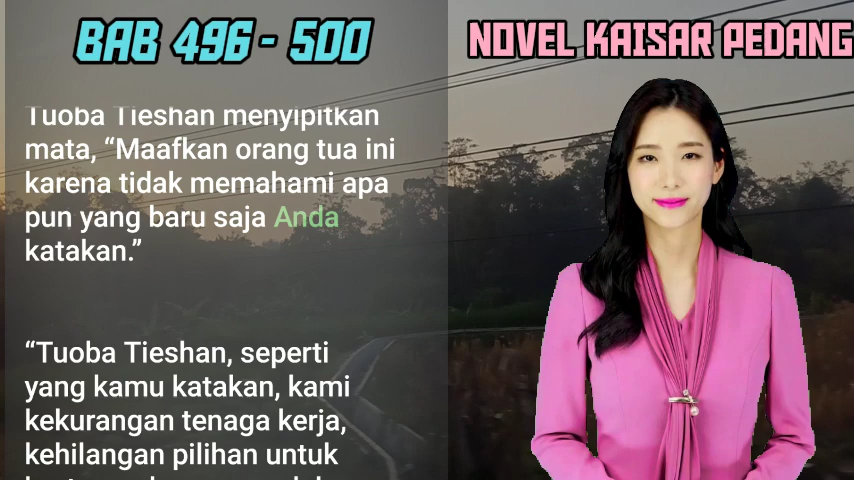 BAB 496 - 500
NOVEL KAISAR PEDANG
Tuoba Tieshan menyipitkan
mata, “Maafkan orang tua ini
karena tidak memahami apa
pun yang baru saja Anda
katakan.”
“Tuoba Tieshan, seperti
yang kamu katakan, kami
kekurangan tenaga kerja,
kehilangan pilihan untuk